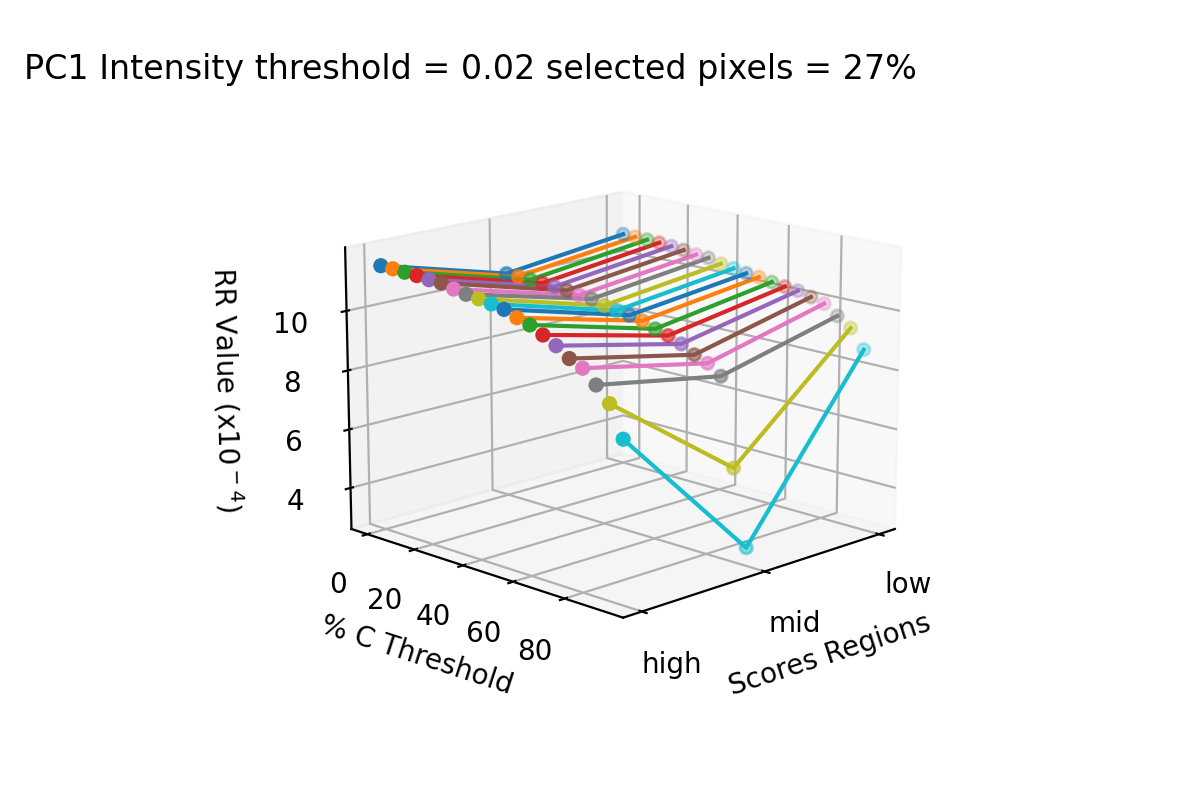 PC1 Intensity threshold = 0.02 selected pixels = 27%
RR Value (x10⁻⁴)
10
8
6
4
0
20
40
60
80
% C Threshold
high
mid
low
Scores Regions